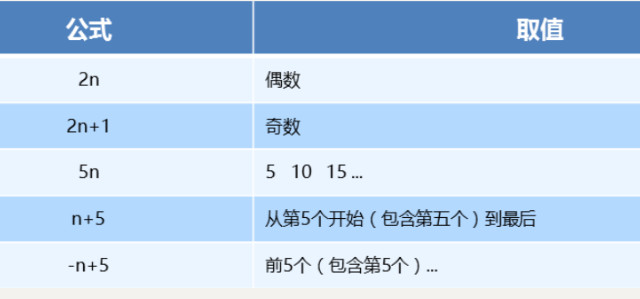 公式 取值
2n 偶数
2n+1 奇数
5n 5 10 15 ...
n+5 从第5个开始（包含第五个）到最后
-n+5 前5个（包含第5个）...